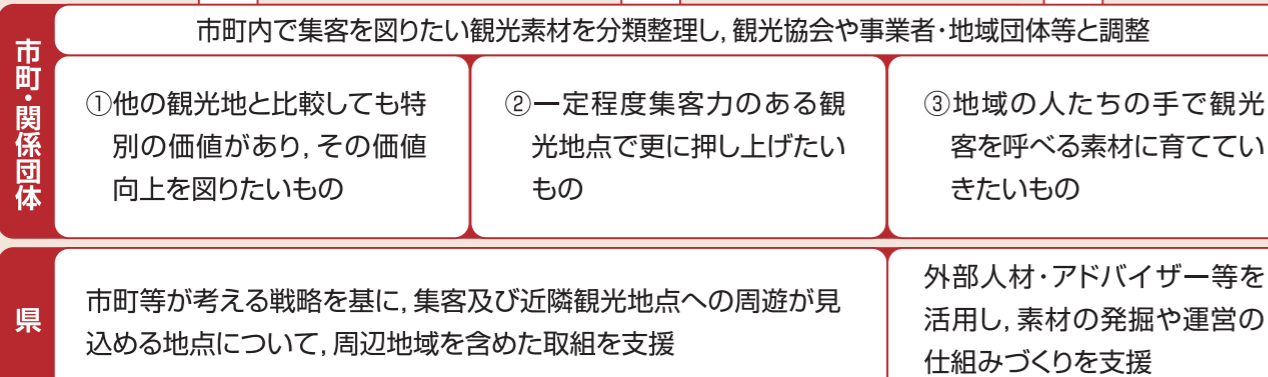 市町・関係団体
市町内で集客を図りたい観光素材を分類整理し,観光協会や事業者・地域団体等と調整
①他の観光地と比較しても特
別の価値があり,その価値
向上を図りたいもの
②一定程度集客力のある観
光地点で更に押し上げたい
もの
③地域の人たちの手で観光
客を呼べる素材に育ててい
きたいもの
県
市町等が考える戦略を基に,集客及び近隣観光地点への周遊が見
込める地点について,周辺地域を含めた取組を支援
外部人材・アドバイザー等を
活用し,素材の発掘や運営の
仕組みづくりを支援